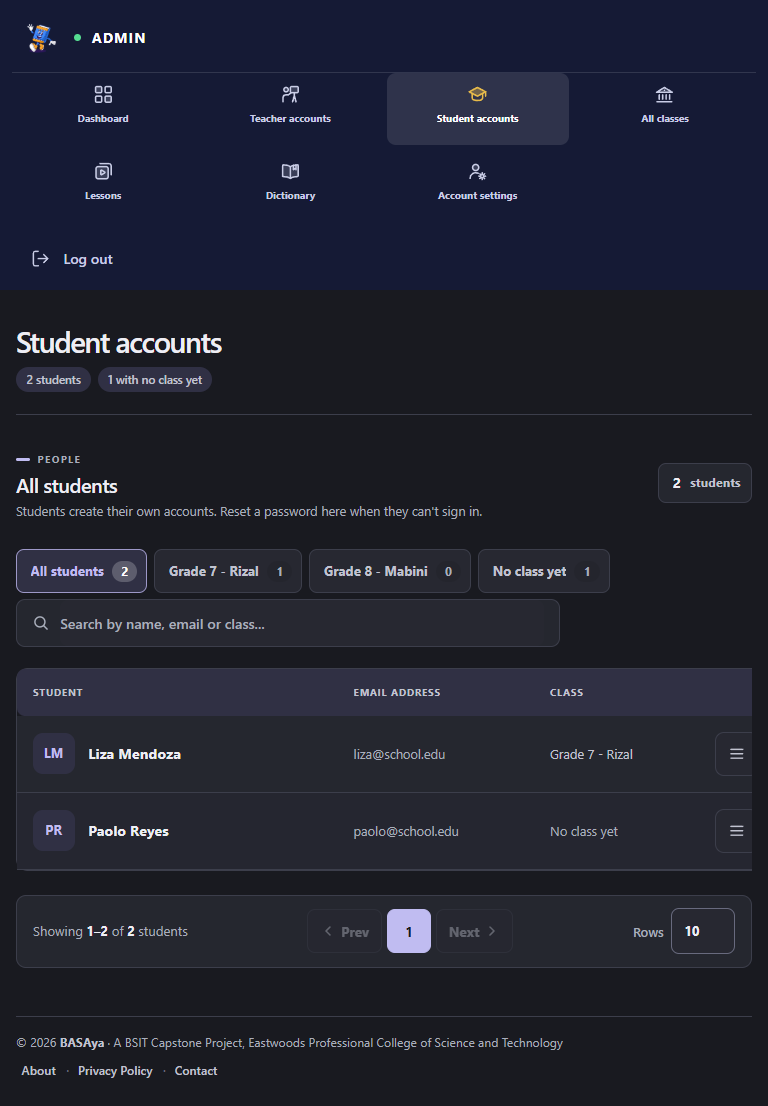 ADMIN
Dashboard
Teacher accounts
Student accounts
All classes
Lessons
Dictionary
Account settings
Log out
Student accounts
2 students
1 with no class yet
PEOPLE
All students
Students create their own accounts. Reset a password here when they can't sign in.
2 students
All students 2
Grade 7 - Rizal 1
Grade 8 - Mabini 0
No class yet 1
Search by name, email or class...
STUDENT EMAIL ADDRESS CLASS
LM Liza Mendoza liza@school.edu Grade 7 - Rizal
PR Paolo Reyes paolo@school.edu No class yet
Showing 1–2 of 2 students
Prev 1 Next
Rows 10
© 2026 BASAya · A BSIT Capstone Project, Eastwoods Professional College of Science and Technology
About · Privacy Policy · Contact